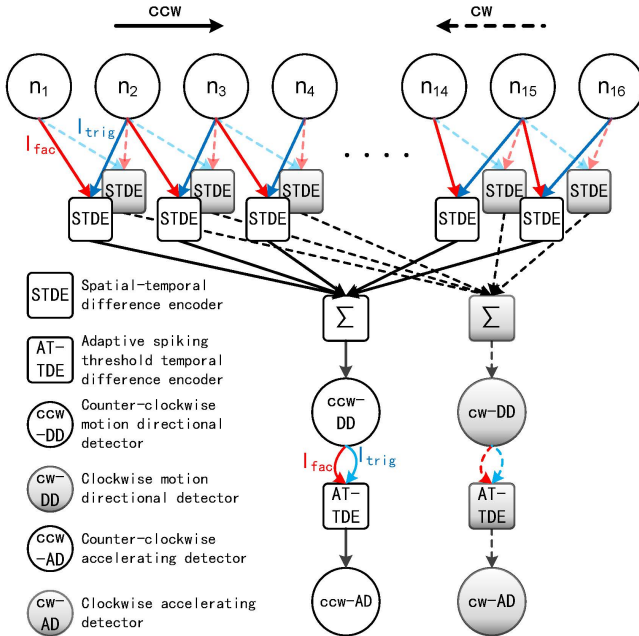 ccw
cw
n1
n2
n3
n4
n14
n15
n16
Ifac
Itrig
. . . .
STDE
STDE
STDE
STDE
STDE
STDE
STDE
STDE
STDE
STDE
STDE
Spatial-temporal
difference encoder
Σ
Σ
AT-
TDE
Adaptive spiking
threshold temporal
difference encoder
ccw
-DD
Counter-clockwise
motion directional
detector
ccw-
DD
cw-DD
Ifac
Itrig
cw-
DD
Clockwise motion
directional detector
AT-
TDE
AT-
TDE
ccw
-AD
Counter-clockwise
accelerating detector
cw-
AD
Clockwise
accelerating detector
ccw-AD
cw-AD